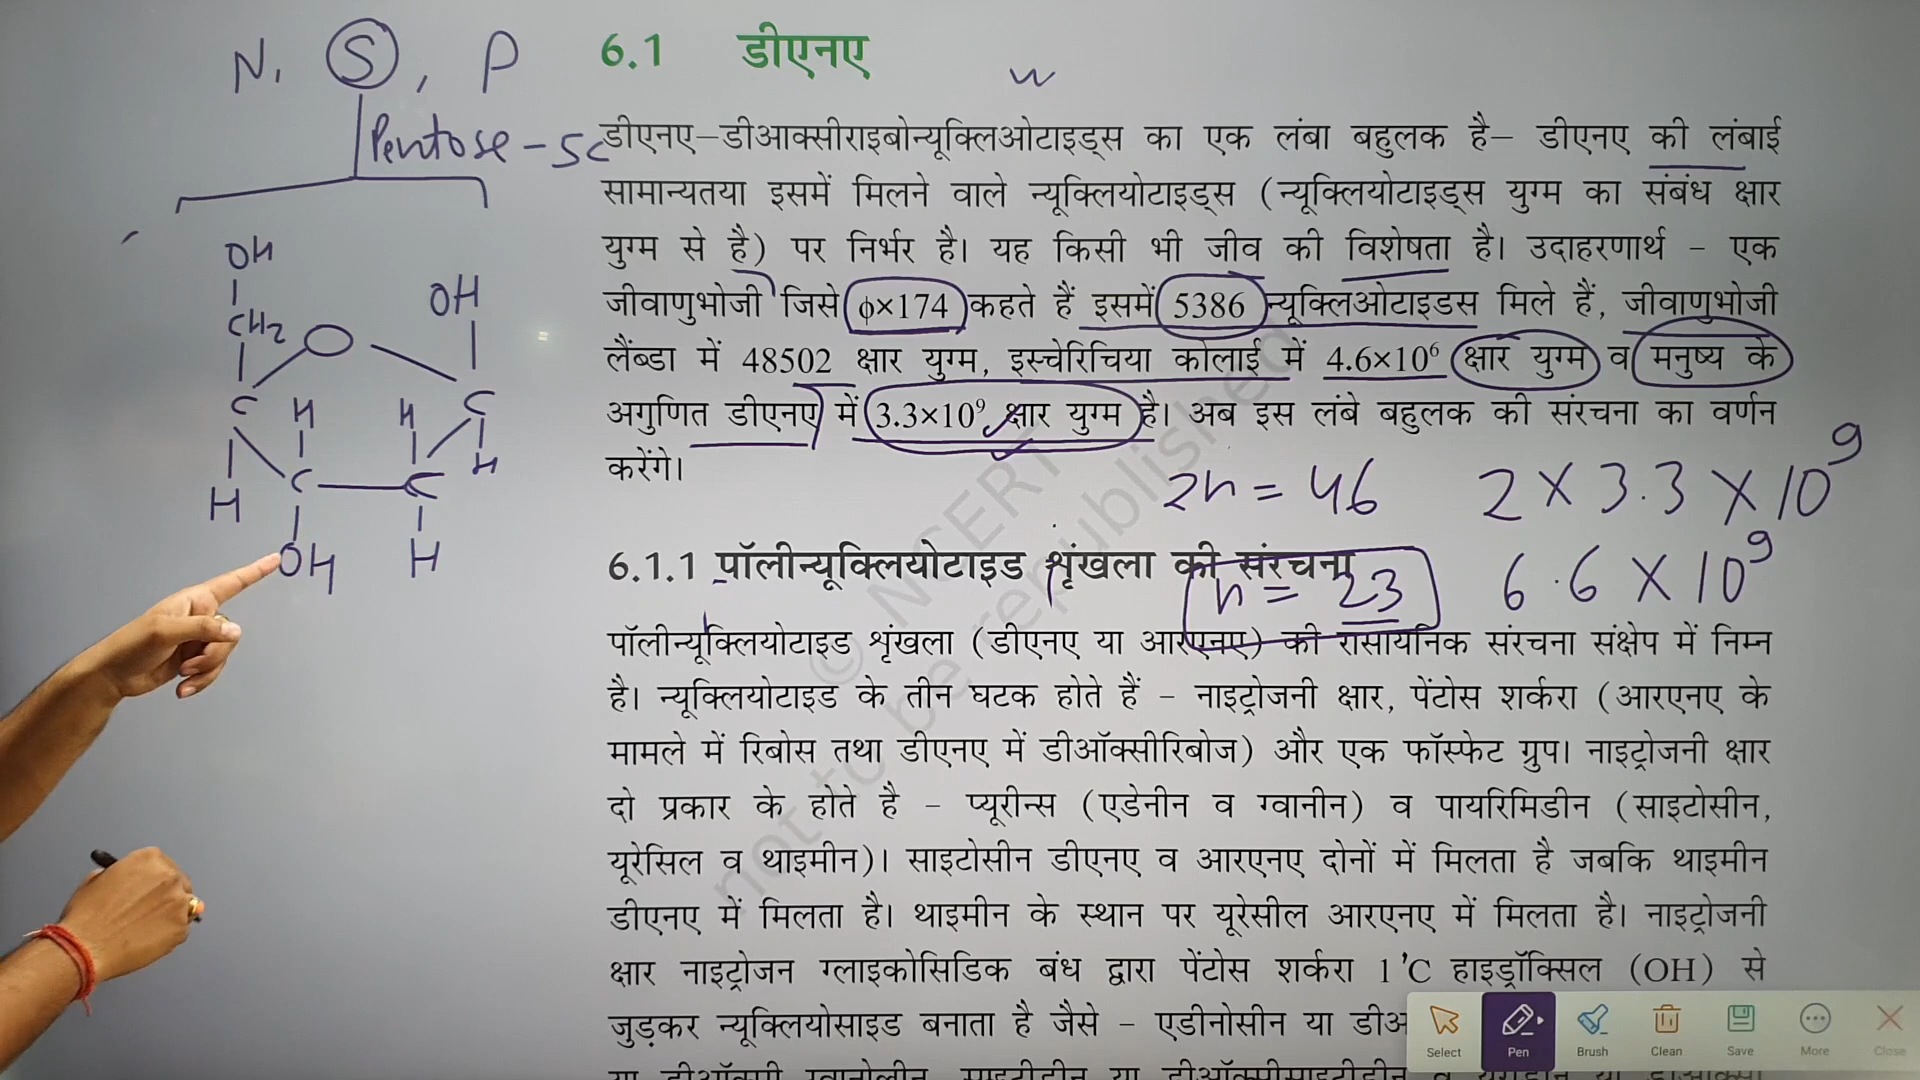 N, S, P
Pentose - 5C
OH
CH2
O
OH
C
H
H
C
H
C
C
H
OH
H
6.1 डीएनए
डीएनए–डीआक्सीराइबोन्यूक्लिओटाइड्स का एक लंबा बहुलक है– डीएनए की लंबाई
सामान्यतया इसमें मिलने वाले न्यूक्लियोटाइड्स (न्यूक्लियोटाइड्स युग्म का संबंध क्षार
युग्म से है) पर निर्भर है। यह किसी भी जीव की विशेषता है। उदाहरणार्थ - एक
जीवाणुभोजी जिसे ϕ×174 कहते हैं इसमें 5386 न्यूक्लिओटाइडस मिले हैं, जीवाणुभोजी
लैंब्डा में 48502 क्षार युग्म, इस्चेरिचिया कोलाई में 4.6×10⁶ क्षार युग्म व मनुष्य के
अगुणित डीएनए में 3.3×10⁹ क्षार युग्म है। अब इस लंबे बहुलक की संरचना का वर्णन
करेंगे।
2n = 46
2 × 3.3 × 10⁹
n = 23
6.6 × 10⁹
6.1.1 पॉलीन्यूक्लियोटाइड शृंखला की संरचना
पॉलीन्यूक्लियोटाइड शृंखला (डीएनए या आरएनए) की रासायनिक संरचना संक्षेप में निम्न
है। न्यूक्लियोटाइड के तीन घटक होते हैं - नाइट्रोजनी क्षार, पेंटोस शर्करा (आरएनए के
मामले में रिबोस तथा डीएनए में डीऑक्सीरिबोज) और एक फॉस्फेट ग्रुप। नाइट्रोजनी क्षार
दो प्रकार के होते है - प्यूरीन्स (एडेनीन व ग्वानीन) व पायरिमिडीन (साइटोसीन,
यूरेसिल व थाइमीन)। साइटोसीन डीएनए व आरएनए दोनों में मिलता है जबकि थाइमीन
डीएनए में मिलता है। थाइमीन के स्थान पर यूरेसील आरएनए में मिलता है। नाइट्रोजनी
क्षार नाइट्रोजन ग्लाइकोसिडिक बंध द्वारा पेंटोस शर्करा 1'C हाइड्रॉक्सिल (OH) से
जुड़कर न्यूक्लियोसाइड बनाता है जैसे - एडीनोसीन या
© NCERT
not to be republished
Select Pen Brush Clean Save More Close